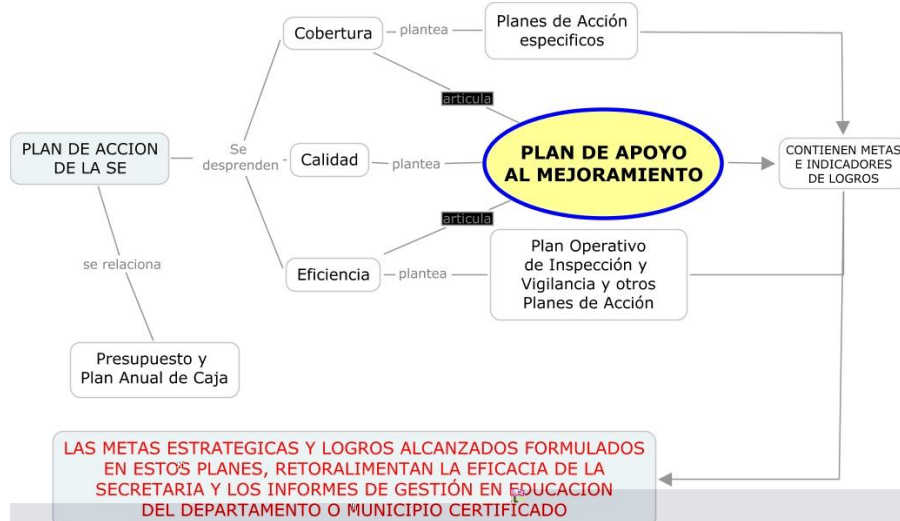 Cobertura
plantea
Planes de Acción
especificos
articula
PLAN DE ACCION
DE LA SE
Se
desprenden
Calidad
plantea
PLAN DE APOYO
AL MEJORAMIENTO
CONTIENEN METAS
E INDICADORES
DE LOGROS
articula
se relaciona
Eficiencia
plantea
Plan Operativo
de Inspección y
Vigilancia y otros
Planes de Acción
Presupuesto y
Plan Anual de Caja
LAS METAS ESTRATEGICAS Y LOGROS ALCANZADOS FORMULADOS
EN ESTOS PLANES, RETORALIMENTAN LA EFICACIA DE LA
SECRETARIA Y LOS INFORMES DE GESTIÓN EN EDUCACION
DEL DEPARTAMENTO O MUNICIPIO CERTIFICADO